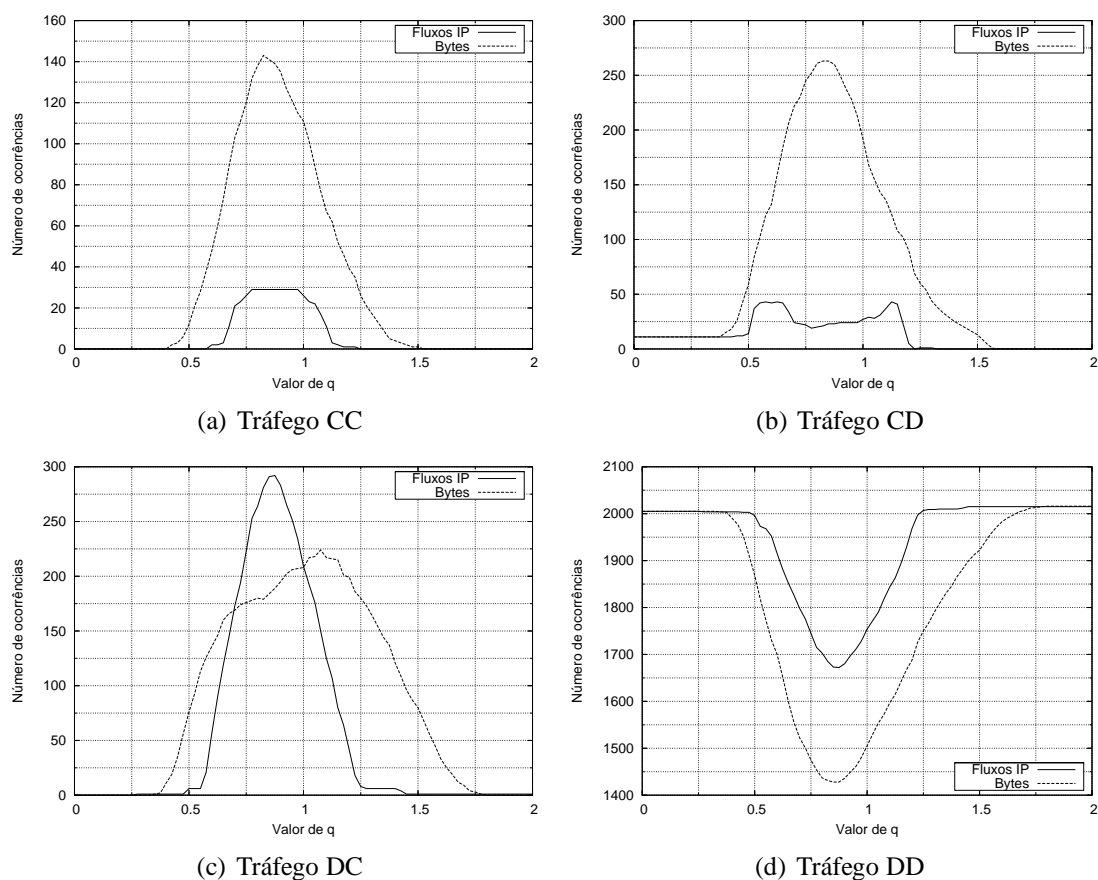 160
140
120
100
80
60
40
20
0
0
0.5
1
1.5
2
Número de ocorrências
Valor de q
Fluxos IP
Bytes
(a) Tráfego CC
300
250
200
150
100
50
0
0
0.5
1
1.5
2
Número de ocorrências
Valor de q
Fluxos IP
Bytes
(b) Tráfego CD
300
250
200
150
100
50
0
0
0.5
1
1.5
2
Número de ocorrências
Valor de q
Fluxos IP
Bytes
(c) Tráfego DC
2100
2000
1900
1800
1700
1600
1500
1400
0
0.5
1
1.5
2
Número de ocorrências
Valor de q
Fluxos IP
Bytes
(d) Tráfego DD